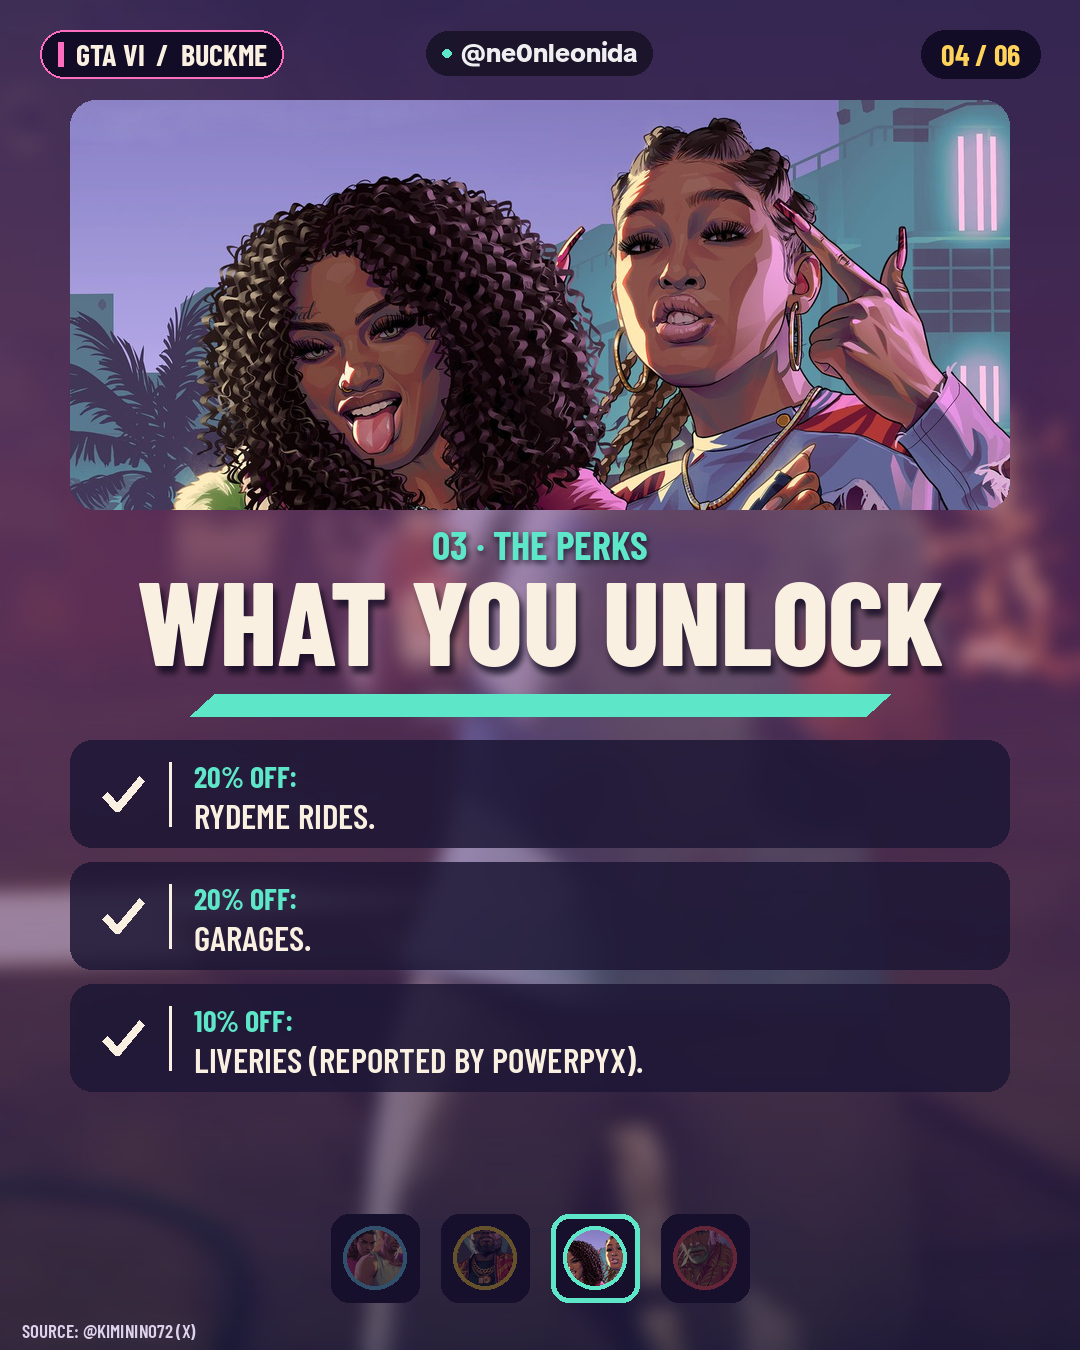 GTA VI / BUCKME
@ne0nleonida
04 / 06
03 · THE PERKS
WHAT YOU UNLOCK
20% OFF:
RYDEME RIDES.
20% OFF:
GARAGES.
10% OFF:
LIVERIES (REPORTED BY POWERPYX).
SOURCE: @KIMININO72 (X)